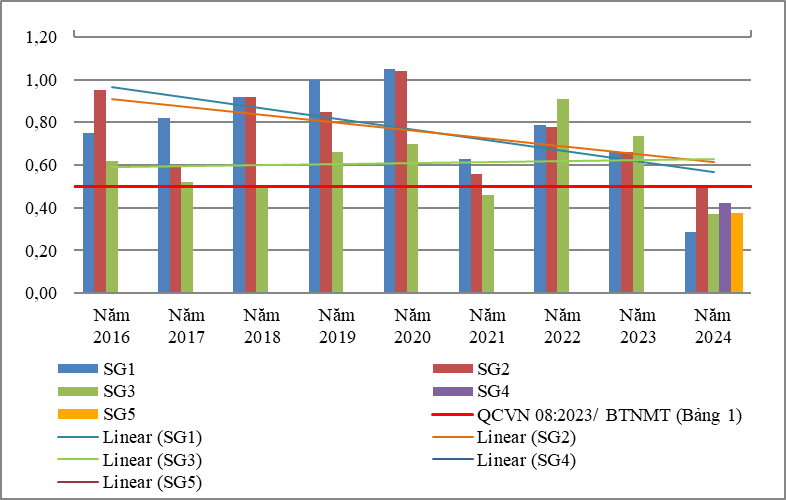 1,20
1,00
0,80
0,60
0,40
0,20
0,00
Năm Năm Năm Năm Năm Năm Năm Năm Năm
2016 2017 2018 2019 2020 2021 2022 2023 2024
SG1 SG2
SG3 SG4
SG5 QCVN 08:2023/ BTNMT (Bảng 1)
Linear (SG1) Linear (SG2)
Linear (SG3) Linear (SG4)
Linear (SG5)